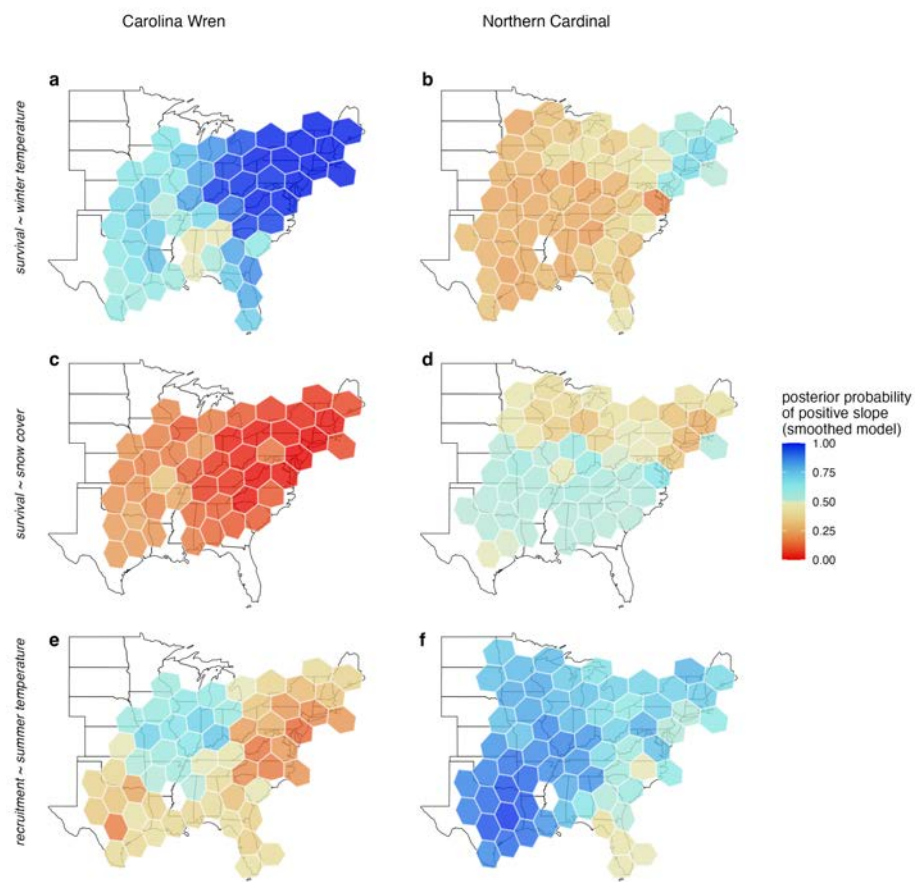 Carolina Wren
Northern Cardinal
a
b
survival ~ winter temperature
c
d
survival ~ snow cover
posterior probability
of positive slope
(smoothed model)
1.00
0.75
0.50
0.25
0.00
e
f
recruitment ~ summer temperature